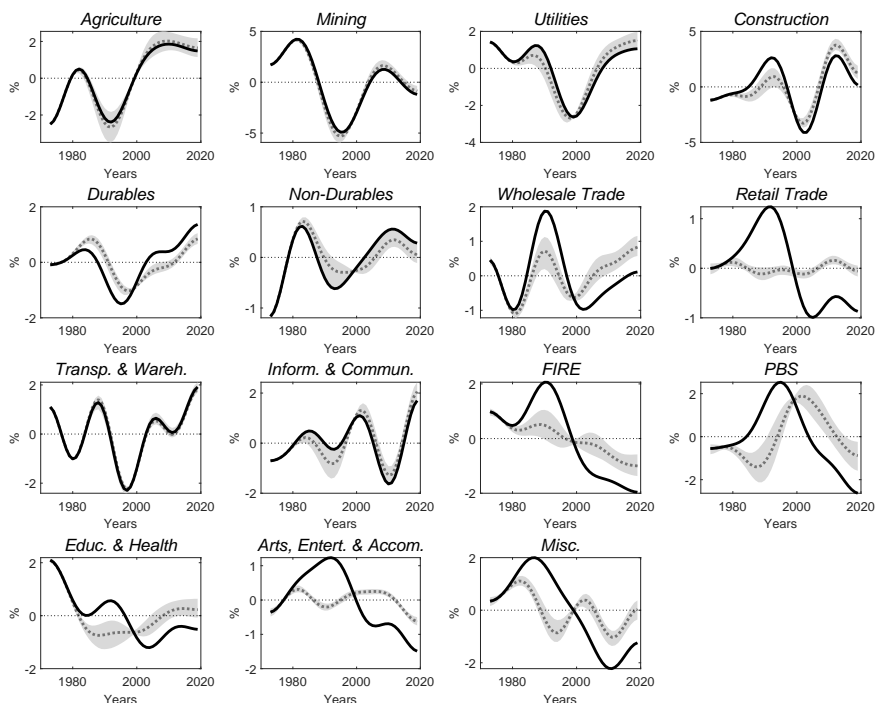 Agriculture
2
0
-2
%
1980 2000 2020
Years
Mining
5
0
-5
%
1980 2000 2020
Years
Utilities
2
0
-2
-4
%
1980 2000 2020
Years
Construction
5
0
-5
%
1980 2000 2020
Years
Durables
2
0
-2
%
1980 2000 2020
Years
Non-Durables
1
0
-1
%
1980 2000 2020
Years
Wholesale Trade
2
1
0
-1
%
1980 2000 2020
Years
Retail Trade
1
0
-1
%
1980 2000 2020
Years
Transp. & Wareh.
2
0
-2
%
1980 2000 2020
Years
Inform. & Commun.
2
0
-2
%
1980 2000 2020
Years
FIRE
2
0
-2
%
1980 2000 2020
Years
PBS
2
0
-2
%
1980 2000 2020
Years
Educ. & Health
2
0
-2
%
1980 2000 2020
Years
Arts, Entert. & Accom.
1
0
-1
-2
%
1980 2000 2020
Years
Misc.
2
0
-2
%
1980 2000 2020
Years